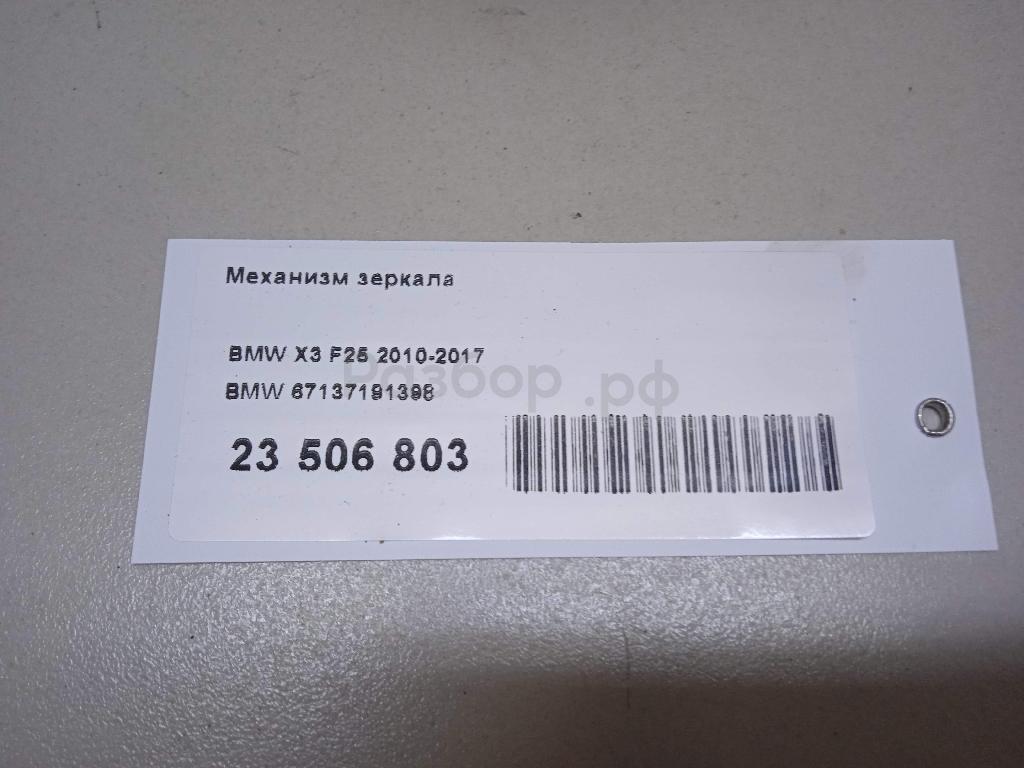 Механизм зеркала
BMW X3 F25 2010-2017
Разбор.рф
BMW 67137191398
23 506 803